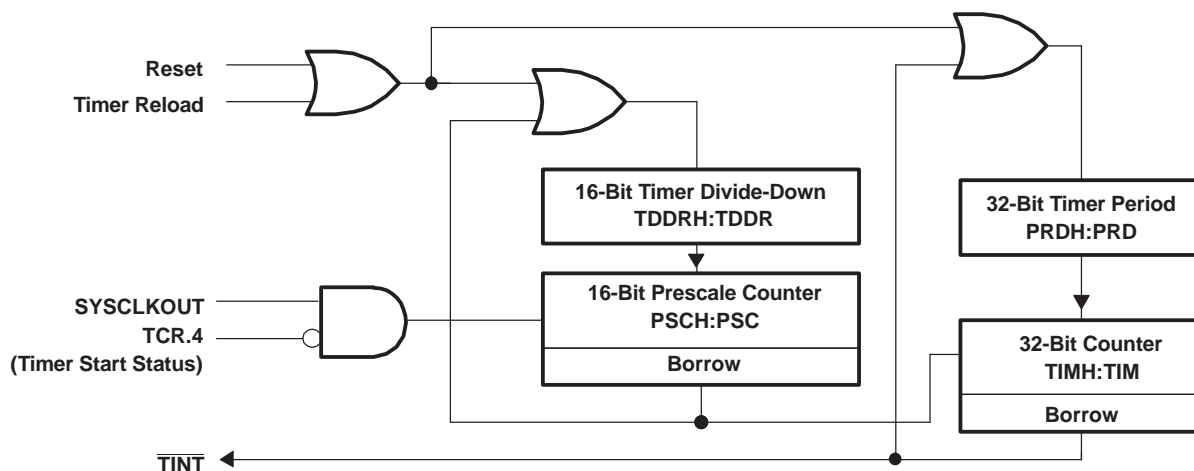 Reset
Timer Reload
16-Bit Timer Divide-Down
TDDRH:TDDR
32-Bit Timer Period
PRDH:PRD
SYSCLKOUT
TCR.4
(Timer Start Status)
16-Bit Prescale Counter
PSCH:PSC
Borrow
32-Bit Counter
TIMH:TIM
Borrow
TINT